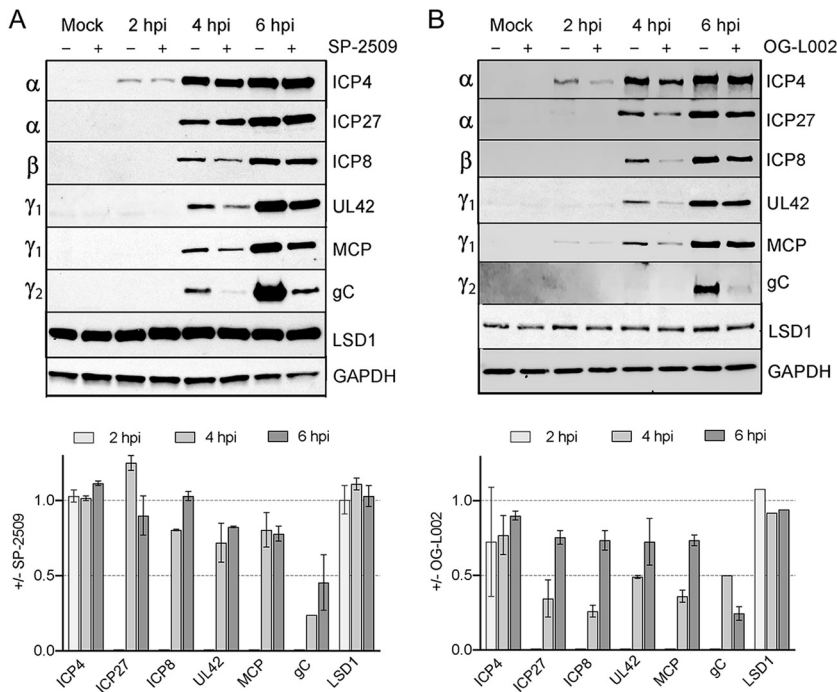 A
Mock 2 hpi 4 hpi 6 hpi
– + – + – + – + SP-2509
α ICP4
α ICP27
β ICP8
γ1 UL42
γ1 MCP
γ2 gC
LSD1
GAPDH
B
Mock 2 hpi 4 hpi 6 hpi
– + – + – + – + OG-L002
α ICP4
α ICP27
β ICP8
γ1 UL42
γ1 MCP
γ2 gC
LSD1
GAPDH
2 hpi 4 hpi 6 hpi
+/- SP-2509
1.0
0.5
0.0
ICP4 ICP27 ICP8 UL42 MCP gC LSD1
2 hpi 4 hpi 6 hpi
+/- OG-L002
1.0
0.5
0.0
ICP4 ICP27 ICP8 UL42 MCP gC LSD1